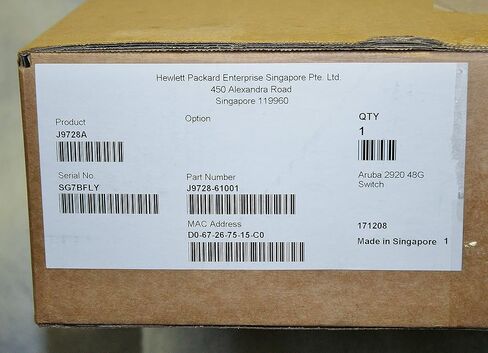 Hewlett Packard Enterprise Singapore Pte. Ltd.
450 Alexandra Road
Singapore 119960
Product
J9728A
Option
QTY
1
Serial No.
SG7BFLY
Part Number
J9728-61001
Aruba 2920 48G
Switch
MAC Address
D0-67-26-75-15-C0
171208
Made in Singapore 1